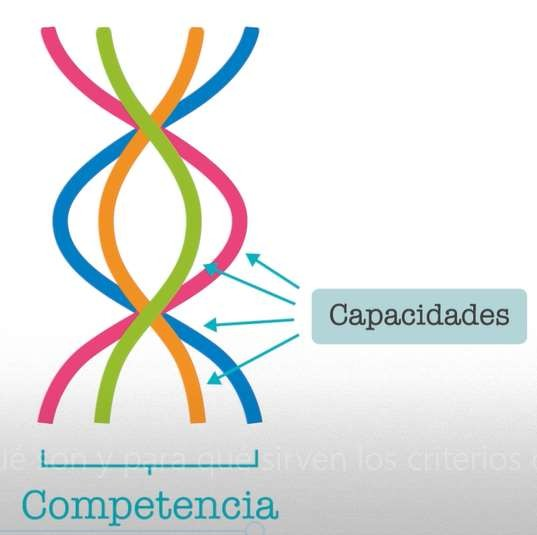 Capacidades
son y para qué sirven los criterios
Competencia